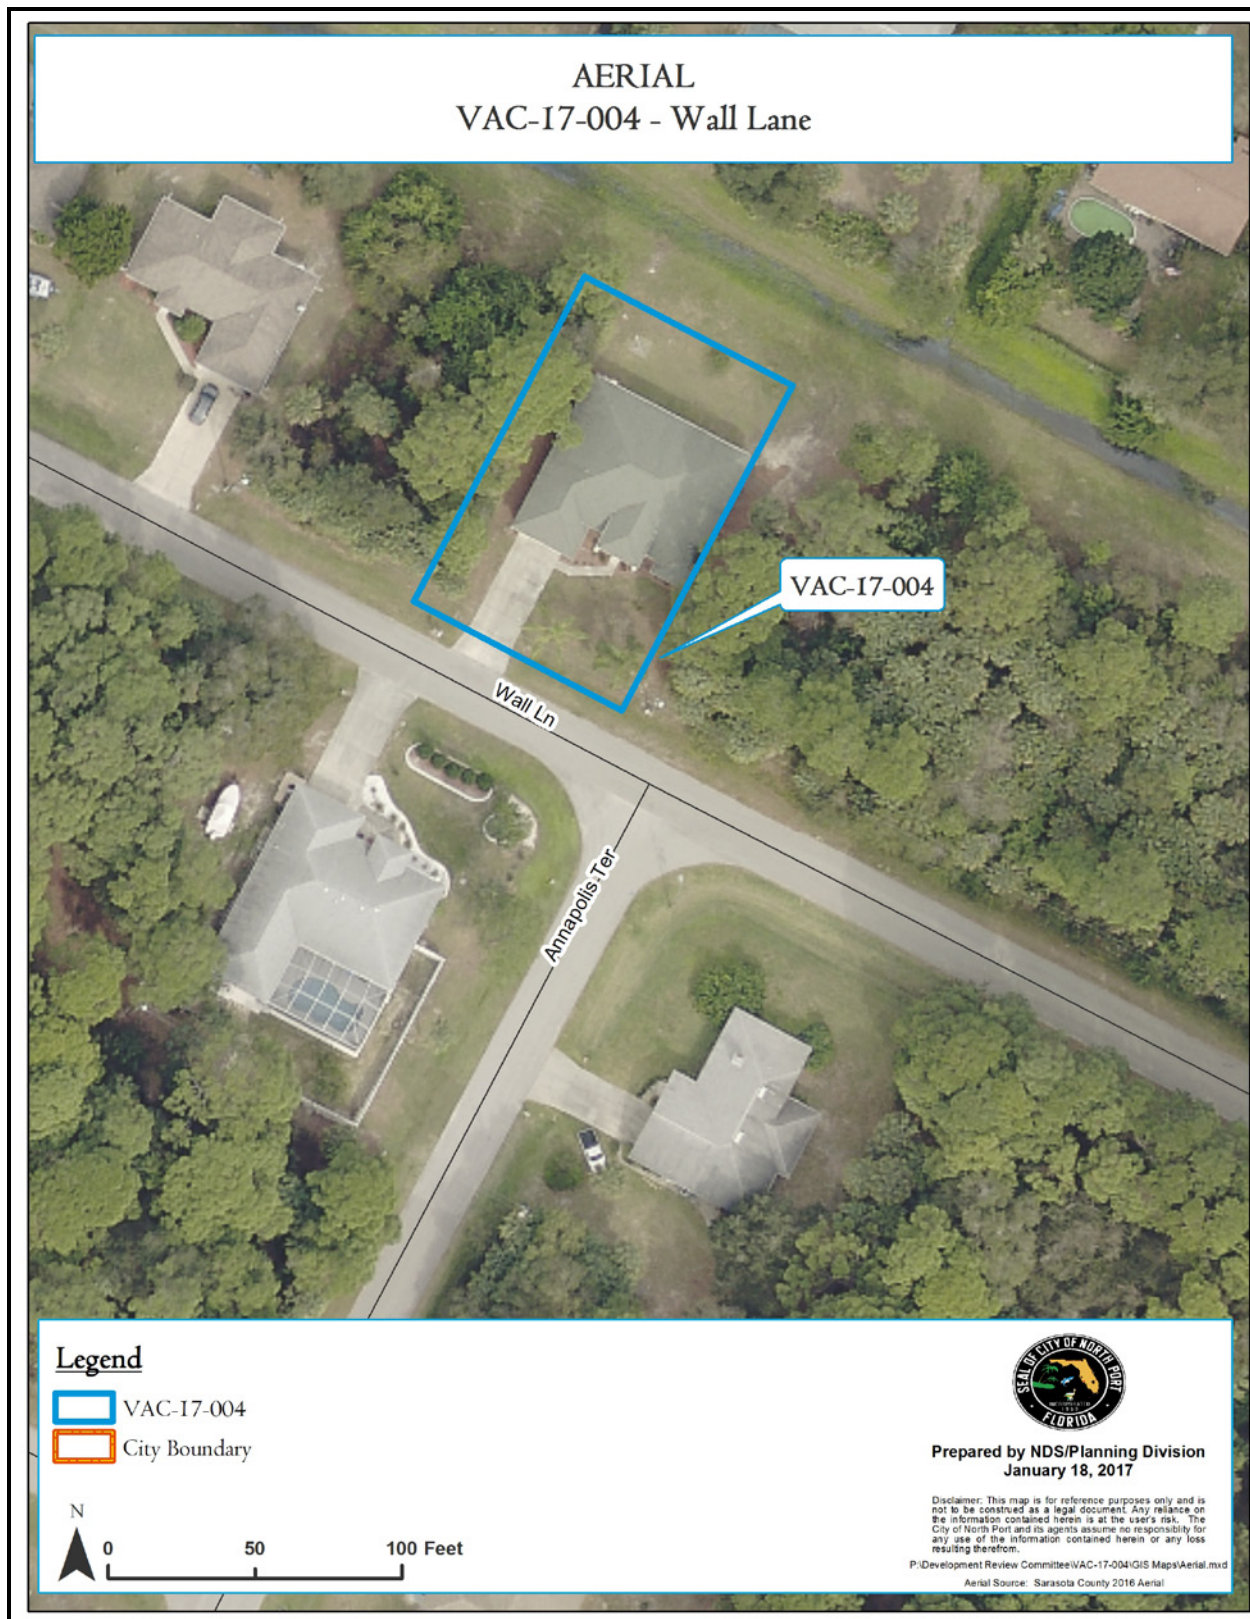 AERIAL
VAC-17-004 - Wall Lane
VAC-17-004
Wall Ln
Annapolis Ter
Legend
VAC-17-004
City Boundary
N
0 50 100 Feet
SEAL OF CITY OF NORTH PORT
FLORIDA
Prepared by NDS/Planning Division
January 18, 2017
Disclaimer: This map is for reference purposes only and is
not to be construed as a legal document. Any reliance on
the information contained herein is at the user's risk. The
City of North Port and its agents assume no responsiblity for
any use of the information contained herein or any loss
resulting therefrom.
P:\Development Review Committee\VAC-17-004\GIS Maps\Aerial.mxd
Aerial Source: Sarasota County 2016 Aerial